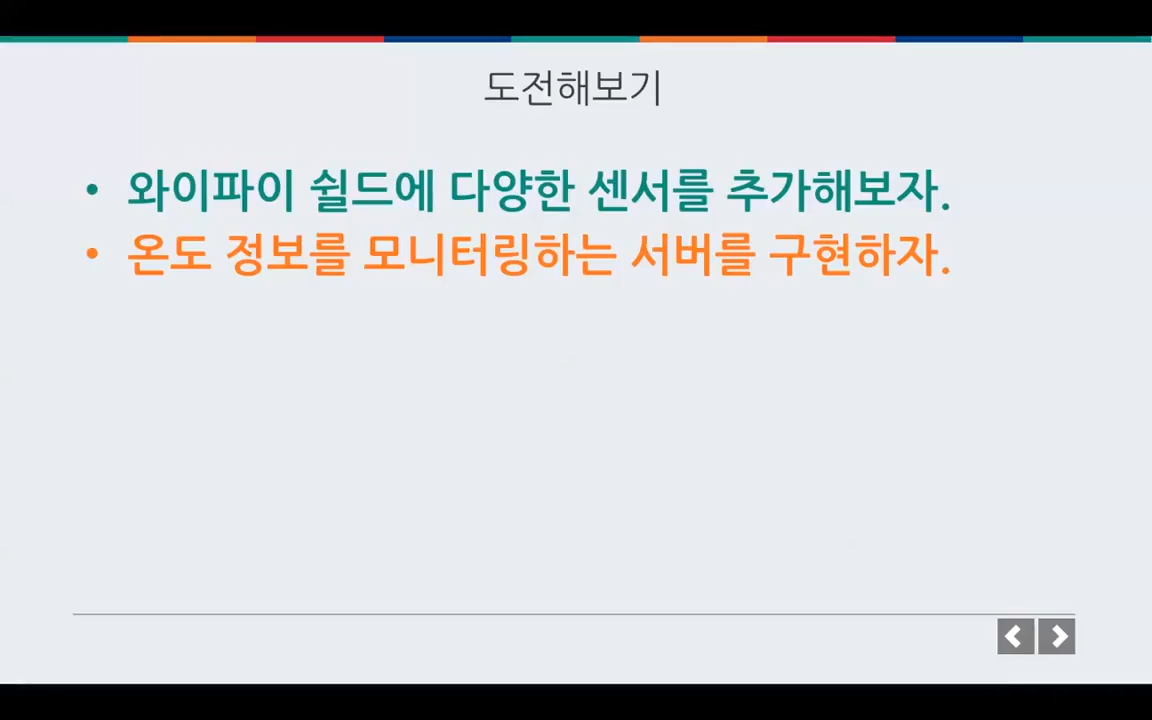 도전해보기
• 와이파이 쉴드에 다양한 센서를 추가해보자.
• 온도 정보를 모니터링하는 서버를 구현하자.